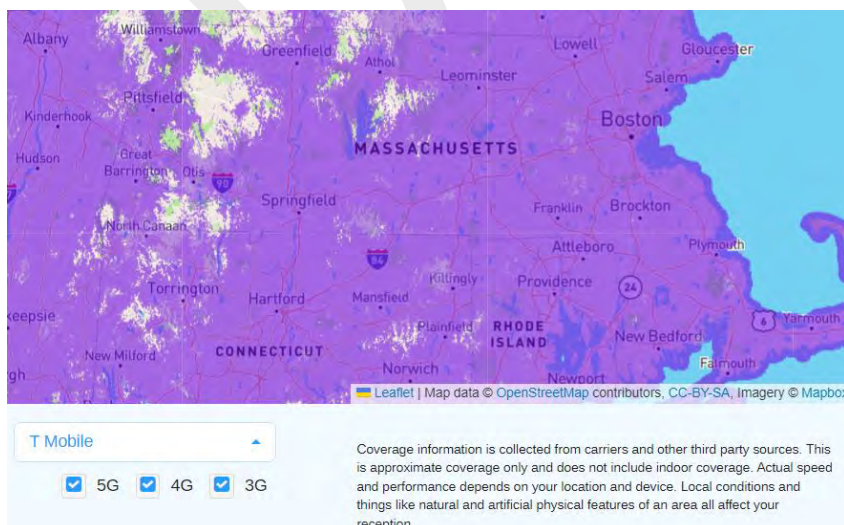 Williamstown
Albany
Greenfield
Athol
Lowell
Gloucester
Leominster
Salem
Pittsfield
Kinderhook
Boston
MASSACHUSETTS
Hudson
Great
Barrington
Otis
90
Springfield
Franklin
Brockton
North Canaan
Attleboro
Plymouth
84
Killingly
Torrington
Hartford
Mansfield
Providence
24
keepsie
Plainfield
RHODE
ISLAND
6
Yarmouth
New Bedford
New Milford
CONNECTICUT
Falmouth
gh
Norwich
Newport
Leaflet | Map data © OpenStreetMap contributors, CC-BY-SA, Imagery © Mapbox
T Mobile
5G 4G 3G
Coverage information is collected from carriers and other third party sources. This
is approximate coverage only and does not include indoor coverage. Actual speed
and performance depends on your location and device. Local conditions and
things like natural and artificial physical features of an area all affect your
reception